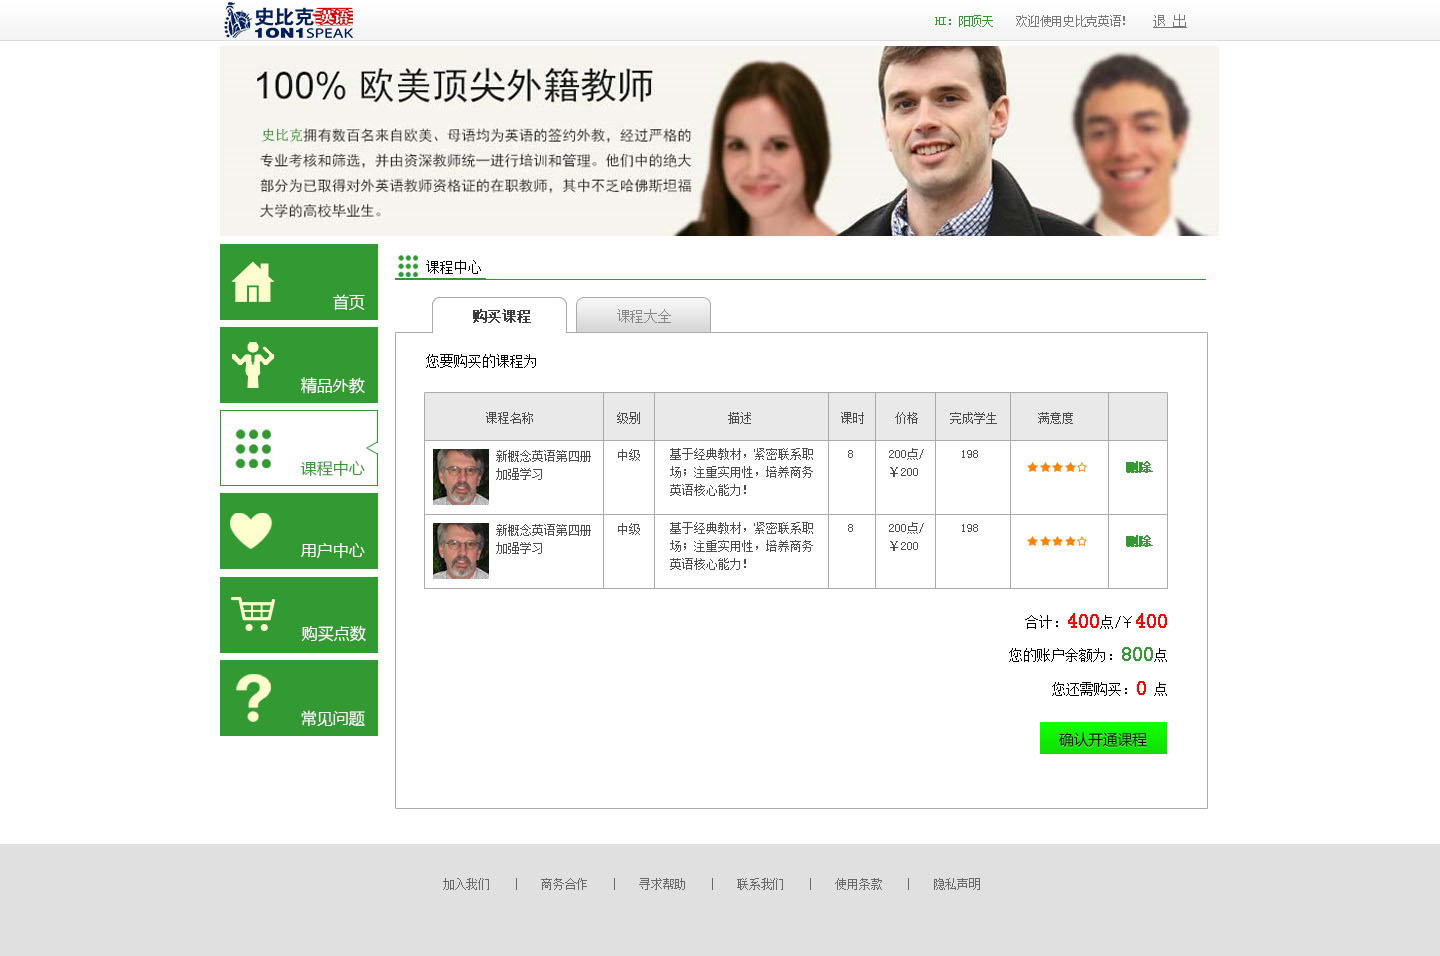 史比克英语
1ON1SPEAK
HI：阳顶天
欢迎使用史比克英语！
退 出
100% 欧美顶尖外籍教师
史比克拥有数百名来自欧美、母语均为英语的签约外教，经过严格的
专业考核和筛选，并由资深教师统一进行培训和管理。他们中的绝大
部分为已取得对外英语教师资格证的在职教师，其中不乏哈佛斯坦福
大学的高校毕业生。
首页
精品外教
课程中心
用户中心
购买点数
常见问题
课程中心
购买课程
课程大全
您要购买的课程为
课程名称 级别 描述 课时 价格 完成学生 满意度
新概念英语第四册
加强学习
中级
基于经典教材，紧密联系职
场；注重实用性，培养商务
英语核心能力！
8
200点/
￥200
198
删除
新概念英语第四册
加强学习
中级
基于经典教材，紧密联系职
场；注重实用性，培养商务
英语核心能力！
8
200点/
￥200
198
删除
合计：400点/￥400
您的账户余额为：800点
您还需购买：0 点
确认开通课程
加入我们 | 商务合作 | 寻求帮助 | 联系我们 | 使用条款 | 隐私声明